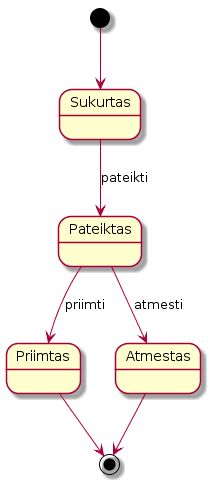 Sukurtas
pateikti
Pateiktas
priimti
atmesti
Priimtas
Atmestas